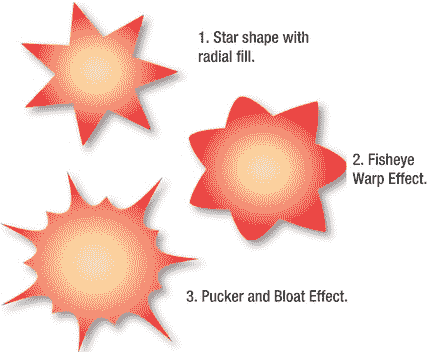 1. Star shape with
radial fill.
2. Fisheye
Warp Effect.
3. Pucker and Bloat Effect.